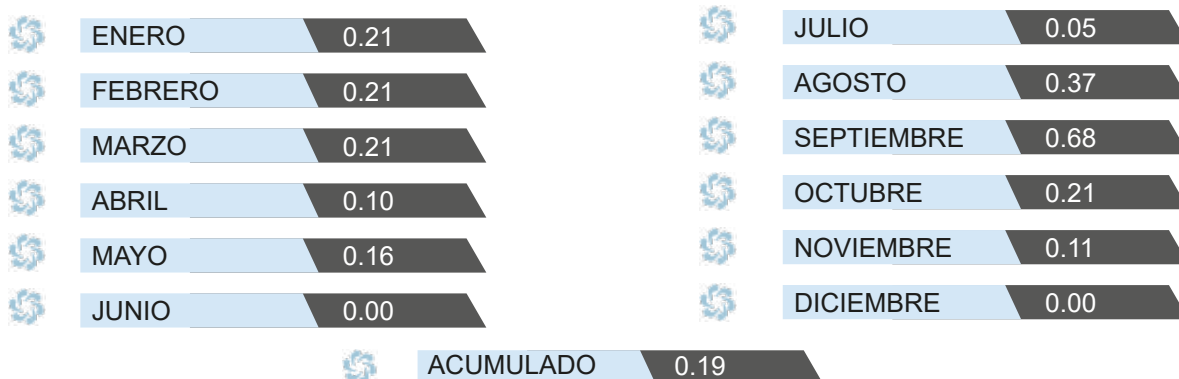 ENERO 0.21
FEBRERO 0.21
MARZO 0.21
ABRIL 0.10
MAYO 0.16
JUNIO 0.00
JULIO 0.05
AGOSTO 0.37
SEPTIEMBRE 0.68
OCTUBRE 0.21
NOVIEMBRE 0.11
DICIEMBRE 0.00
ACUMULADO 0.19